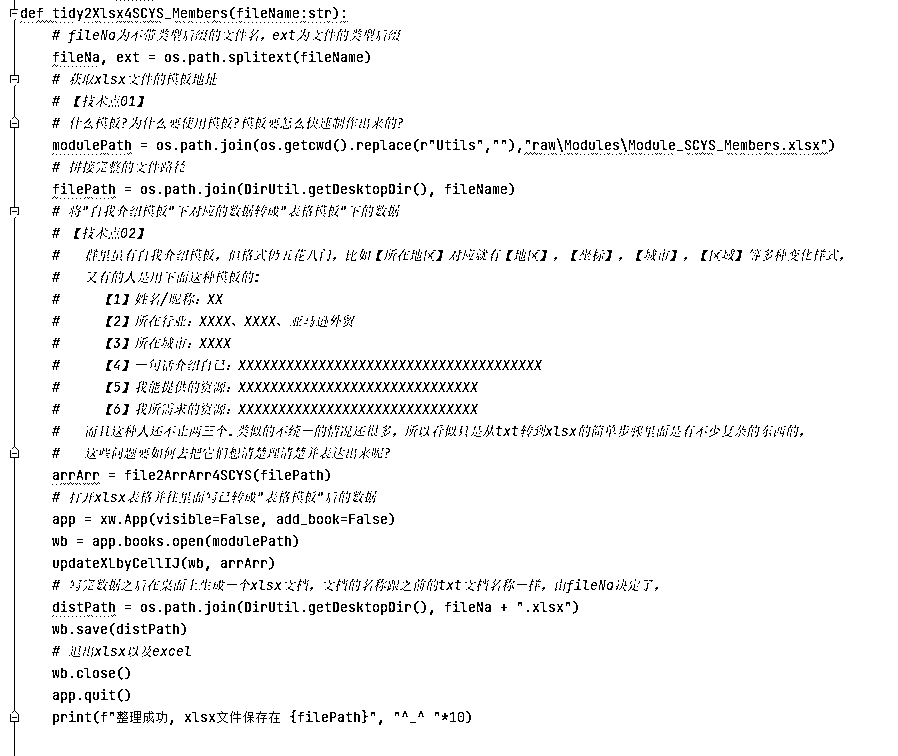 def tidy2Xlsx4SCYS_Members(fileName:str):
# fileNa为不带类型后缀的文件名，ext为文件的类型后缀
fileNa, ext = os.path.splitext(fileName)
# 获取xlsx文件的模板地址
# 【技术点01】
# 什么模板?为什么要使用模板?模板要怎么快速制作出来的?
modulePath = os.path.join(os.getcwd().replace(r"Utils",""),"raw\Modules\Module_SCYS_Members.xlsx")
# 拼接完整的文件路径
filePath = os.path.join(DirUtil.getDesktopDir(), fileName)
# 将"自我介绍模板"下对应的数据转成"表格模板"下的数据
# 【技术点02】
#   群里虽有自我介绍模板，但格式仍五花八门，比如【所在地区】对应就有【地区】，【坐标】，【城市】，【区域】等多种变化样式，
#   又有的人是用下面这种模板的:
#     【1】姓名/昵称：XX
#     【2】所在行业：XXXX、XXXX、亚马逊外贸
#     【3】所在城市：XXXX
#     【4】一句话介绍自己：XXXXXXXXXXXXXXXXXXXXXXXXXXXXXXXXXXXXXX
#     【5】我能提供的资源：XXXXXXXXXXXXXXXXXXXXXXXXXXXXXX
#     【6】我所需求的资源：XXXXXXXXXXXXXXXXXXXXXXXXXXXXXX
#   而且这种人还不止两三个.类似的不统一的情况还很多，所以看似只是从txt转到xlsx的简单步骤里面是有不少复杂的东西的，
#   这些问题要如何去把它们想清楚理清楚并表达出来呢?
arrArr = file2ArrArr4SCYS(filePath)
# 打开xlsx表格并往里面写已转成"表格模板"后的数据
app = xw.App(visible=False, add_book=False)
wb = app.books.open(modulePath)
updateXLbyCellIJ(wb, arrArr)
# 写完数据之后在桌面上生成一个xlsx文档，文档的名称跟之前的txt文档名称一样，由fileNa决定了，
distPath = os.path.join(DirUtil.getDesktopDir(), fileNa + ".xlsx")
wb.save(distPath)
# 退出xlsx以及excel
wb.close()
app.quit()
print(f"整理成功, xlsx文件保存在 {filePath}", "^_^ "*10)